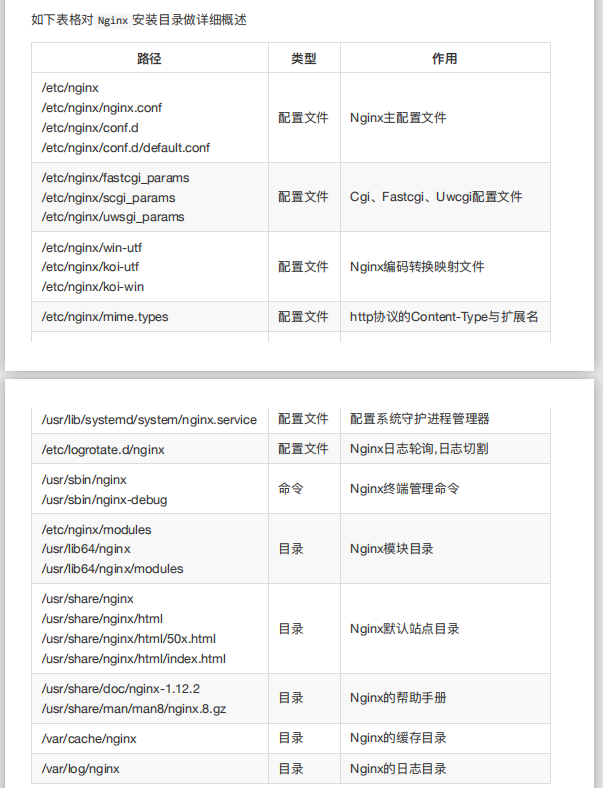 如下表格对 Nginx 安装目录做详细概述
路径 类型 作用
/etc/nginx
/etc/nginx/nginx.conf
/etc/nginx/conf.d
/etc/nginx/conf.d/default.conf
配置文件
Nginx主配置文件
/etc/nginx/fastcgi_params
/etc/nginx/scgi_params
/etc/nginx/uwsgi_params
配置文件
Cgi、Fastcgi、Uwcgi配置文件
/etc/nginx/win-utf
/etc/nginx/koi-utf
/etc/nginx/koi-win
配置文件
Nginx编码转换映射文件
/etc/nginx/mime.types 配置文件 http协议的Content-Type与扩展名
/usr/lib/systemd/system/nginx.service 配置文件 配置系统守护进程管理器
/etc/logrotate.d/nginx 配置文件 Nginx日志轮询,日志切割
/usr/sbin/nginx
/usr/sbin/nginx-debug
命令
Nginx终端管理命令
/etc/nginx/modules
/usr/lib64/nginx
/usr/lib64/nginx/modules
目录
Nginx模块目录
/usr/share/nginx
/usr/share/nginx/html
/usr/share/nginx/html/50x.html
/usr/share/nginx/html/index.html
目录
Nginx默认站点目录
/usr/share/doc/nginx-1.12.2
/usr/share/man/man8/nginx.8.gz
目录
Nginx的帮助手册
/var/cache/nginx 目录 Nginx的缓存目录
/var/log/nginx 目录 Nginx的日志目录